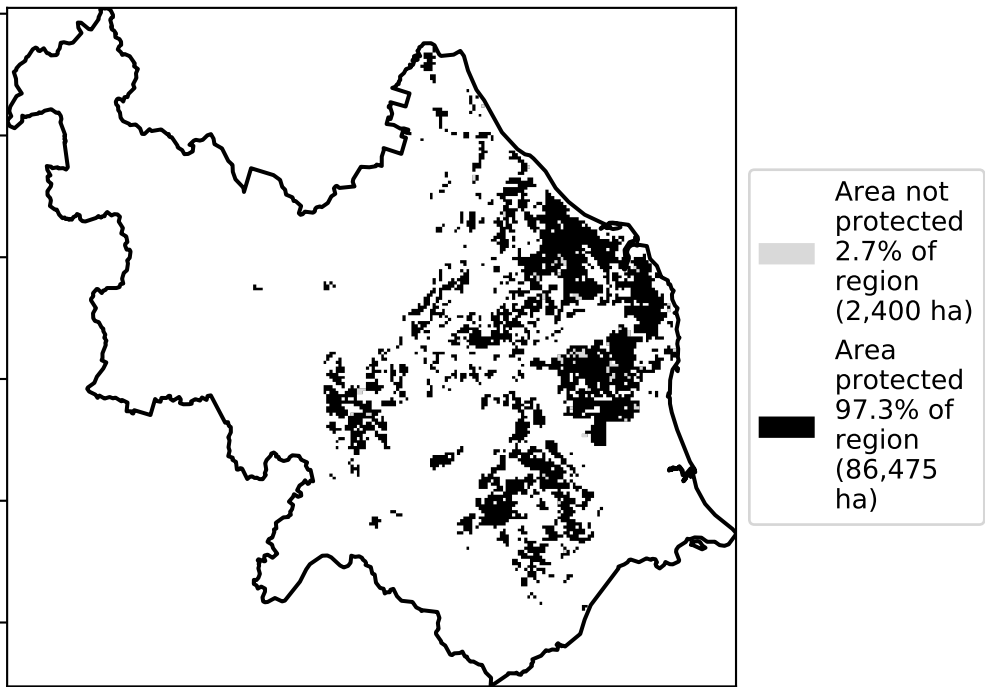 Area not
protected
2.7% of
region
(2,400 ha)
Area
protected
97.3% of
region
(86,475
ha)